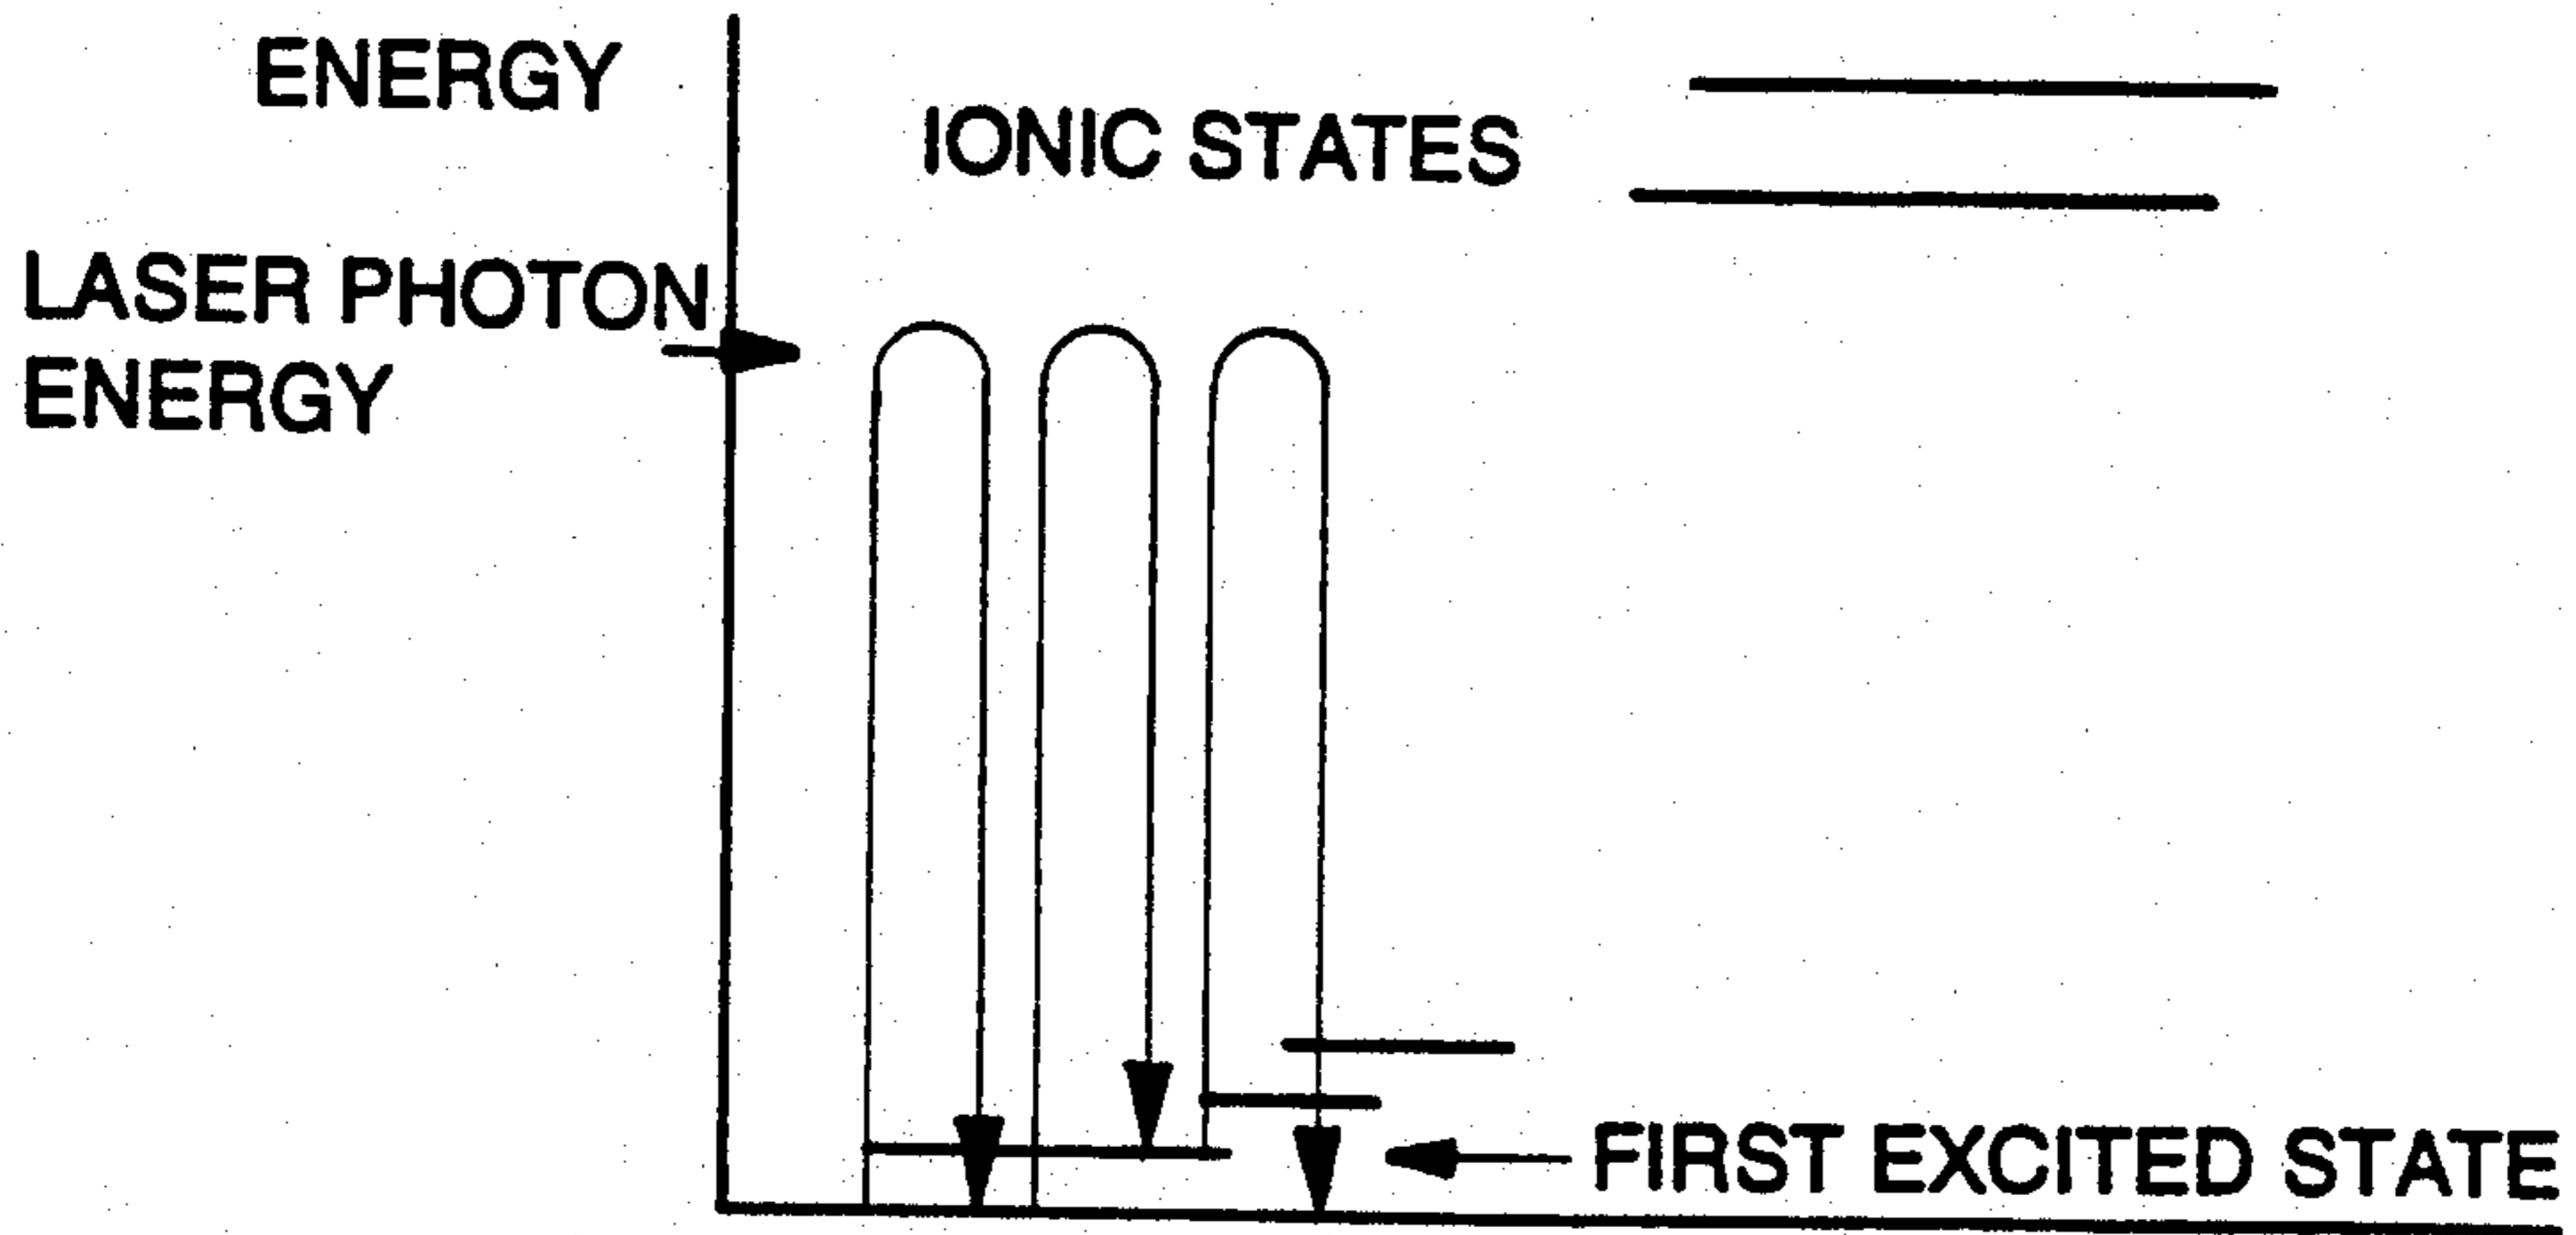 ENERGY
IONIC STATES
LASER PHOTON
ENERGY
FIRST EXCITED STATE